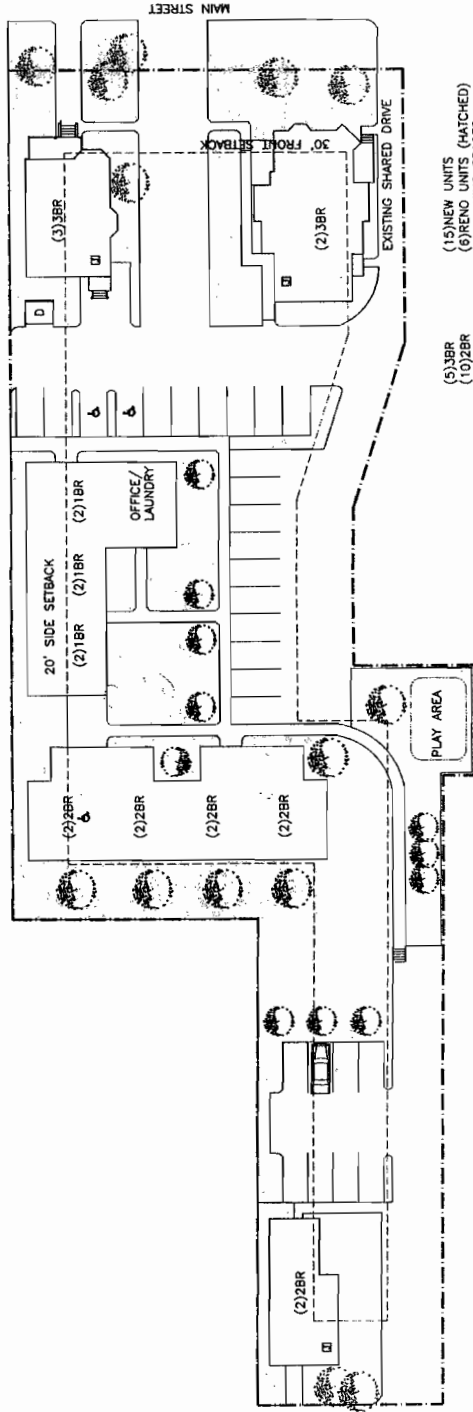 MAIN STREET
(3)3BR
30' FRONT SETBACK
(2)3BR
EXISTING SHARED DRIVE
D
20' SIDE SETBACK
(2)1BR
(2)1BR
(2)1BR
OFFICE/
LAUNDRY
(2)2BR
(2)2BR
(2)2BR
(2)2BR
PLAY AREA
(2)2BR
(5)3BR
(10)2BR
(15)NEW UNITS
(6)RENO UNITS (HATCHED)